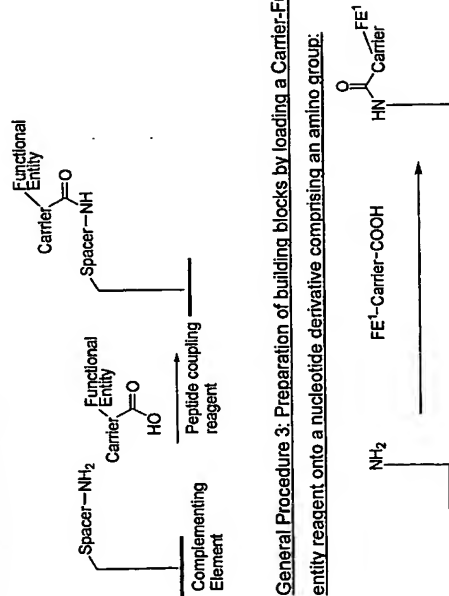 Functional
Entity
Carrier
O
Spacer–NH
Functional
Entity
Carrier
O
HO
Spacer–NH2
Peptide coupling
reagent
Complementing
Element
General Procedure 3: Preparation of building blocks by loading a Carrier-Fu
entity reagent onto a nucleotide derivative comprising an amino group:
FE1
O
Carrier
HN
FE1–Carrier–COOH
NH2